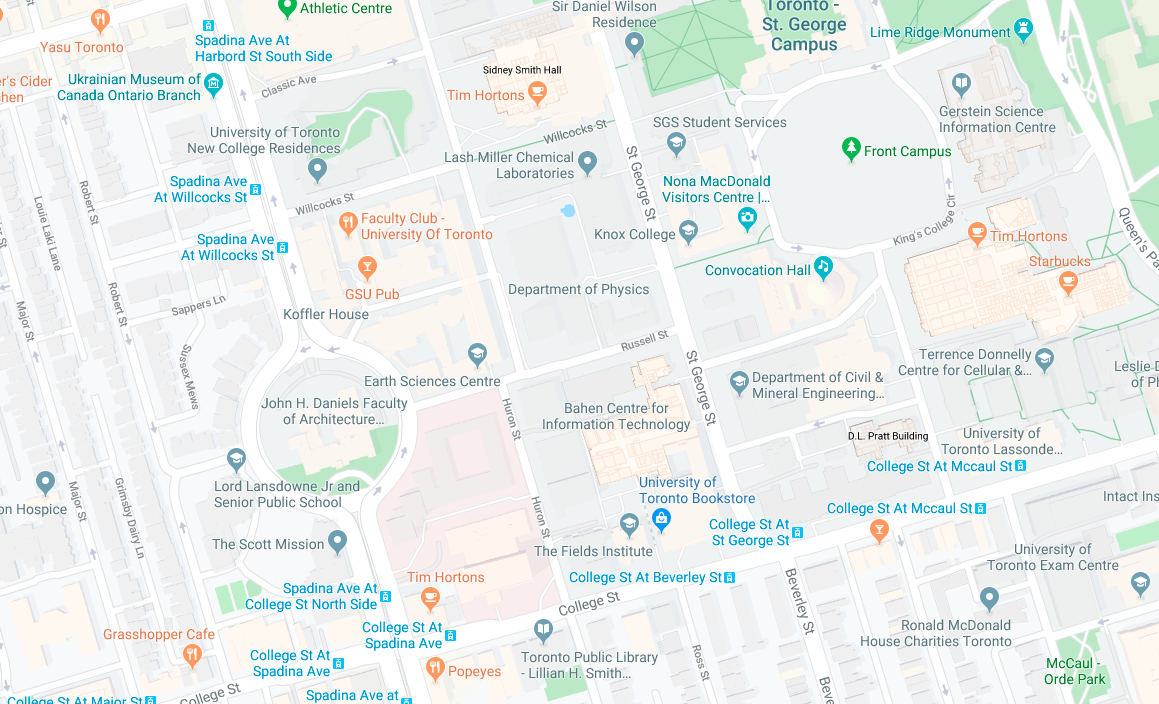 Athletic Centre
Sir Daniel Wilson
Residence
Toronto -
St. George
Campus
Lime Ridge Monument
Yasu Toronto
Spadina Ave At
Harbord St South Side
er's Cider
chen
Ukrainian Museum of
Canada Ontario Branch
Classic Ave
Sidney Smith Hall
Tim Hortons
Gerstein Science
Information Centre
University of Toronto
New College Residences
Willcocks St
SGS Student Services
Front Campus
Lash Miller Chemical
Laboratories
St George St
Nona MacDonald
Visitors Centre |...
Spadina Ave
At Willcocks St
Robert St
Louie Laki Lane
Willcocks St
Faculty Club -
University Of Toronto
Knox College
King's College Cir
Tim Hortons
Queen's Pa
Spadina Ave
At Willcocks St
GSU Pub
Convocation Hall
Starbucks
Department of Physics
Major St
Robert St
Sappers Ln
Koffler House
Russell St
Sussex Mews
Earth Sciences Centre
St George St
Department of Civil &
Mineral Engineering...
Terrence Donnelly
Centre for Cellular &...
Leslie D
of Ph
John H. Daniels Faculty
of Architecture...
Huron St
Bahen Centre for
Information Technology
D.L. Pratt Building
University of
Toronto Lassonde...
College St At Mccaul St
Lord Lansdowne Jr and
Senior Public School
University of
Toronto Bookstore
on Hospice
Major St
Grimsby Dairy Ln
Huron St
College St At
St George St
College St At Mccaul St
Intact Ins
The Scott Mission
The Fields Institute
University of
Toronto Exam Centre
Tim Hortons
College St At Beverley St
Beverley St
Spadina Ave At
College St North Side
College St
Grasshopper Cafe
College St At
Spadina Ave
Ronald McDonald
House Charities Toronto
College St At
Spadina Ave
Popeyes
Toronto Public Library
- Lillian H. Smith...
Ross St
McCaul -
Orde Park
College St At Major St
College St
Spadina Ave at
Beve